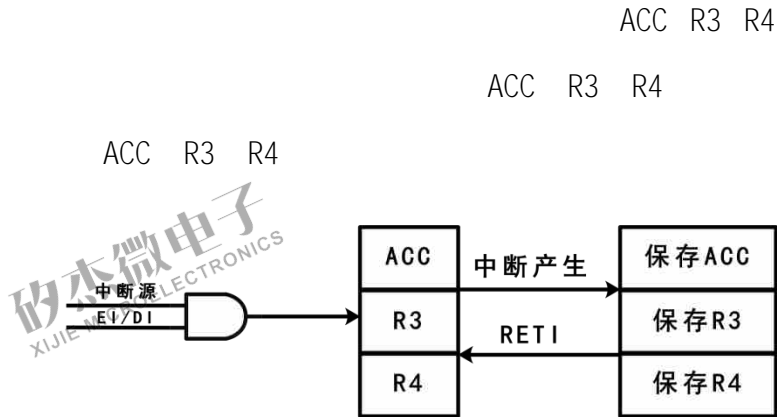 ACC R3 R4
ACC R3 R4
ACC R3 R4
矽杰微电子
XIJIE MICROELECTRONICS
中断源
EI/DI
ACC
R3
R4
中断产生
RETI
保存ACC
保存R3
保存R4